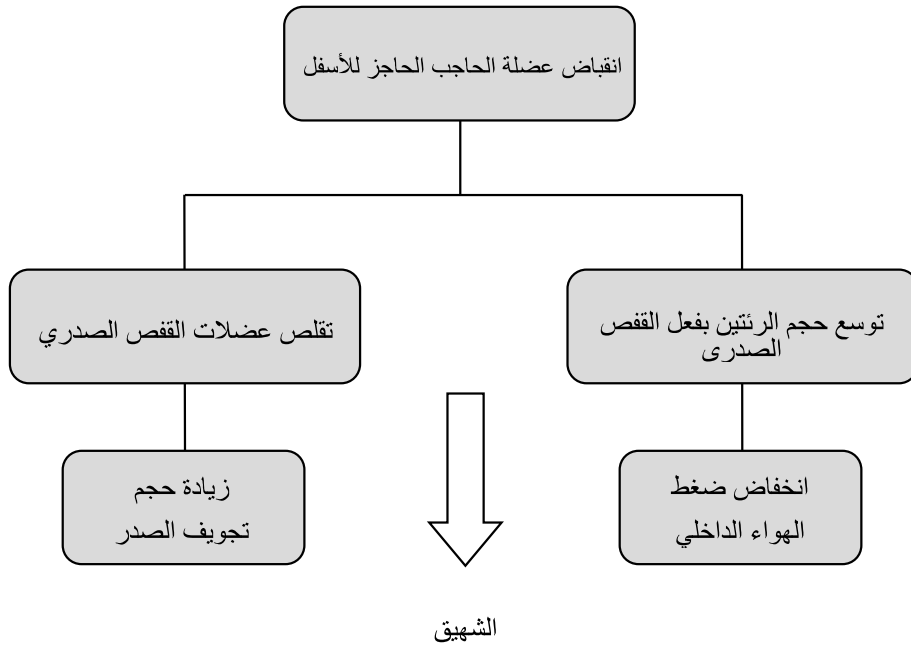 انقباض عضلة الحاجب الحاجز للأسفل
توسع حجم الرئتين بفعل القفص
الصدرى
تقلص عضلات القفص الصدري
انخفاض ضغط
الهواء الداخلي
زيادة حجم
تجويف الصدر
الشهيق